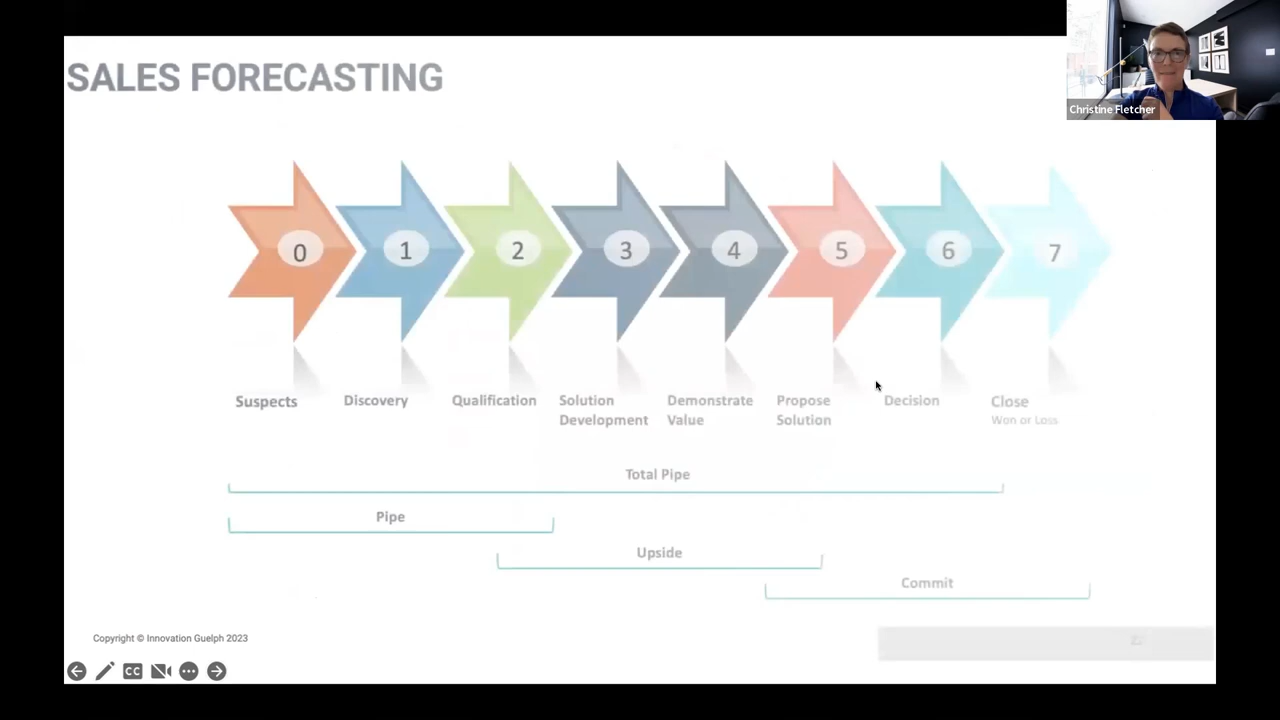 SALES FORECASTING
Christine Fletcher
0
1
2
3
4
5
6
7
Suspects
Discovery
Qualification
Solution
Development
Demonstrate
Value
Propose
Solution
Decision
Close
Won or Loss
Total Pipe
Pipe
Upside
Commit
Copyright © Innovation Guelph 2023
CC